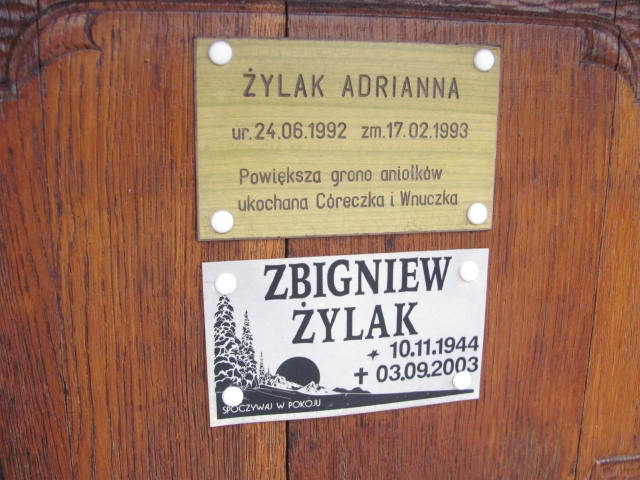 ŻYLAK ADRIANNA
ur.24.06.1992 zm.17.02.1993
Powiększa grono aniołków
ukochana Córeczka i Wnuczka
ZBIGNIEW
ŻYLAK
* 10.11.1944
✝ 03.09.2003
SPOCZYWAJ W POKOJU